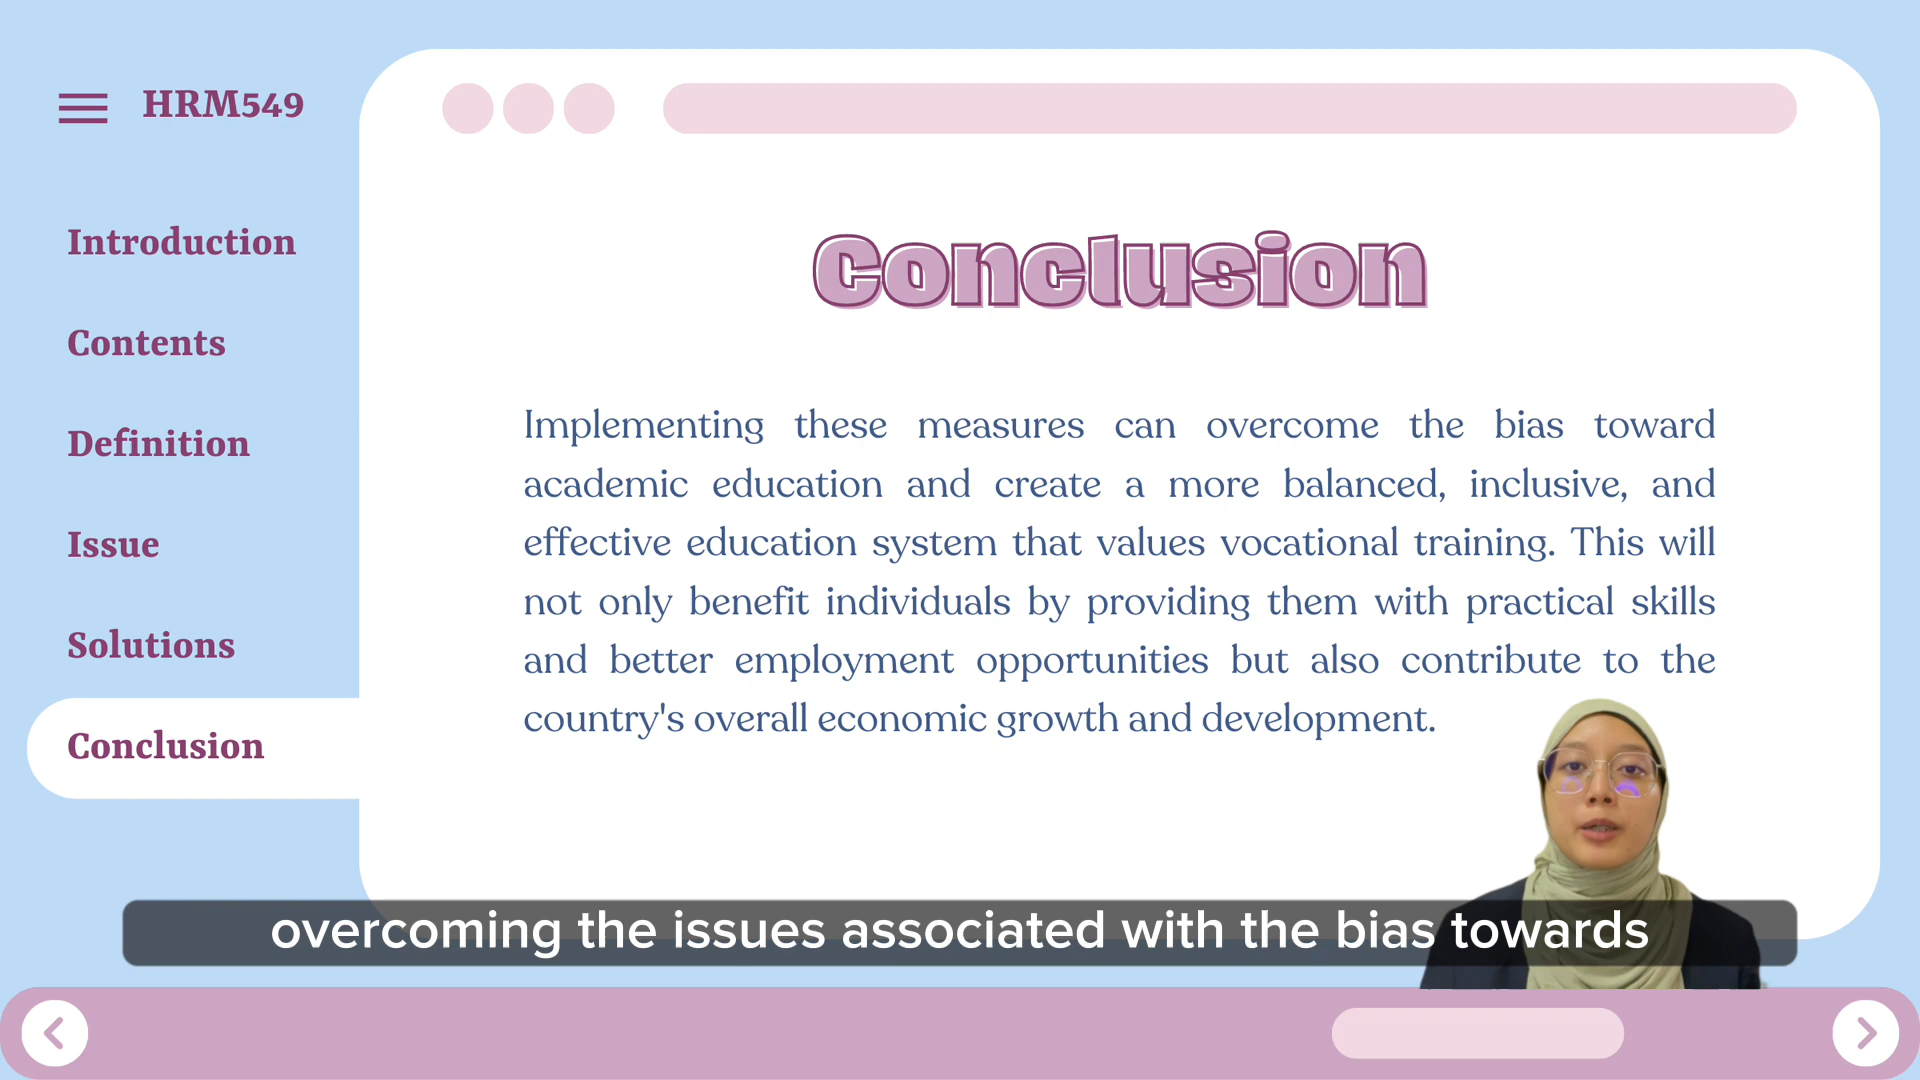 HRM549
Introduction
Contents
Definition
Issue
Solutions
Conclusion
Conclusion
Implementing these measures can overcome the bias toward
academic education and create a more balanced, inclusive, and
effective education system that values vocational training. This will
not only benefit individuals by providing them with practical skills
and better employment opportunities but also contribute to the
country's overall economic growth and development.
overcoming the issues associated with the bias towards